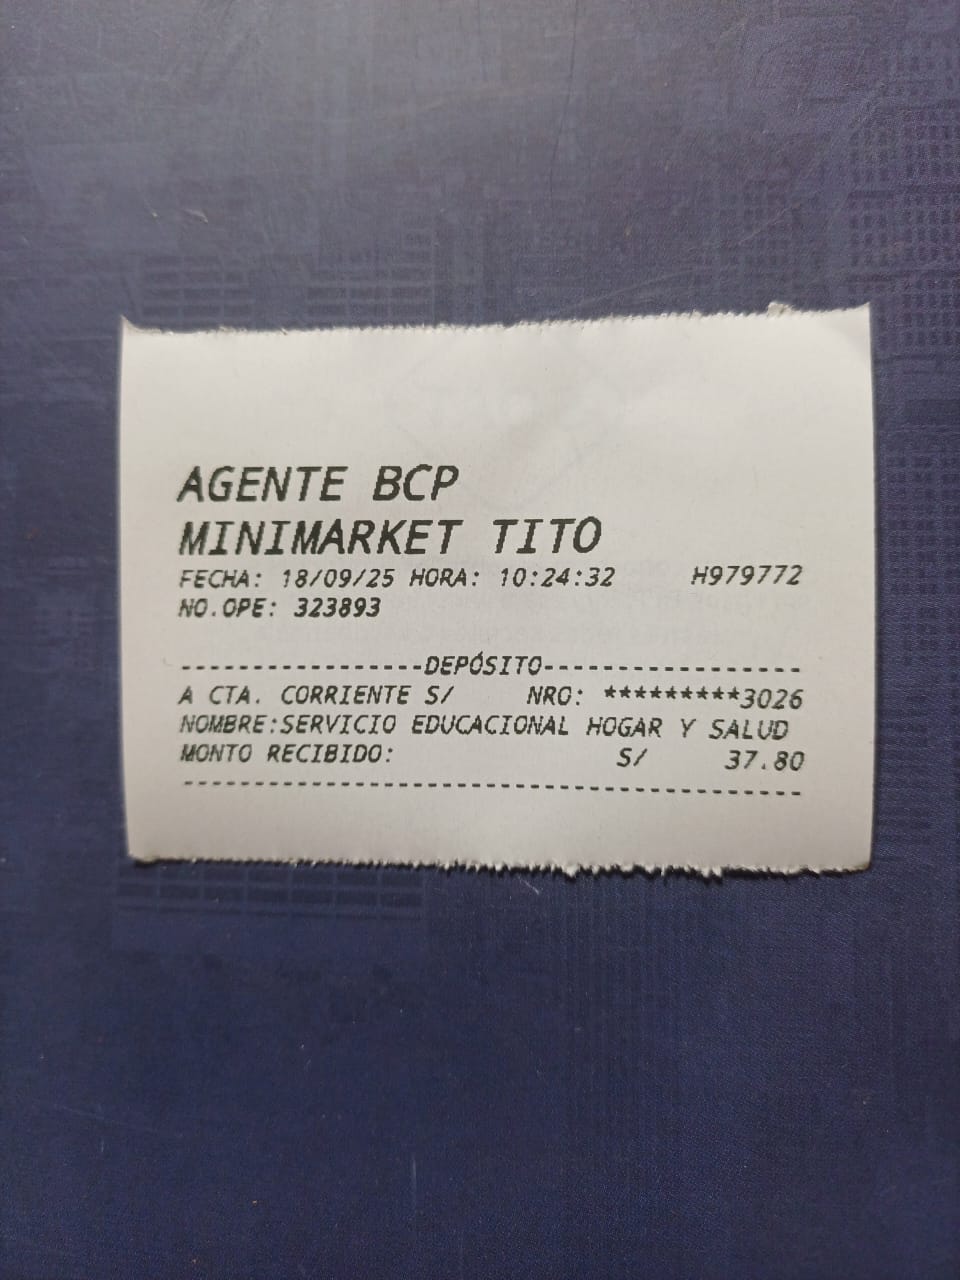 AGENTE BCP
MINIMARKET TITO
FECHA: 18/09/25 HORA: 10:24:32 H979772
NO.OPE: 323893
-----------------DEPÓSITO------------------
A CTA. CORRIENTE S/ NRO: *********3026
NOMBRE:SERVICIO EDUCACIONAL HOGAR Y SALUD
MONTO RECIBIDO: S/ 37.80
-------------------------------------------